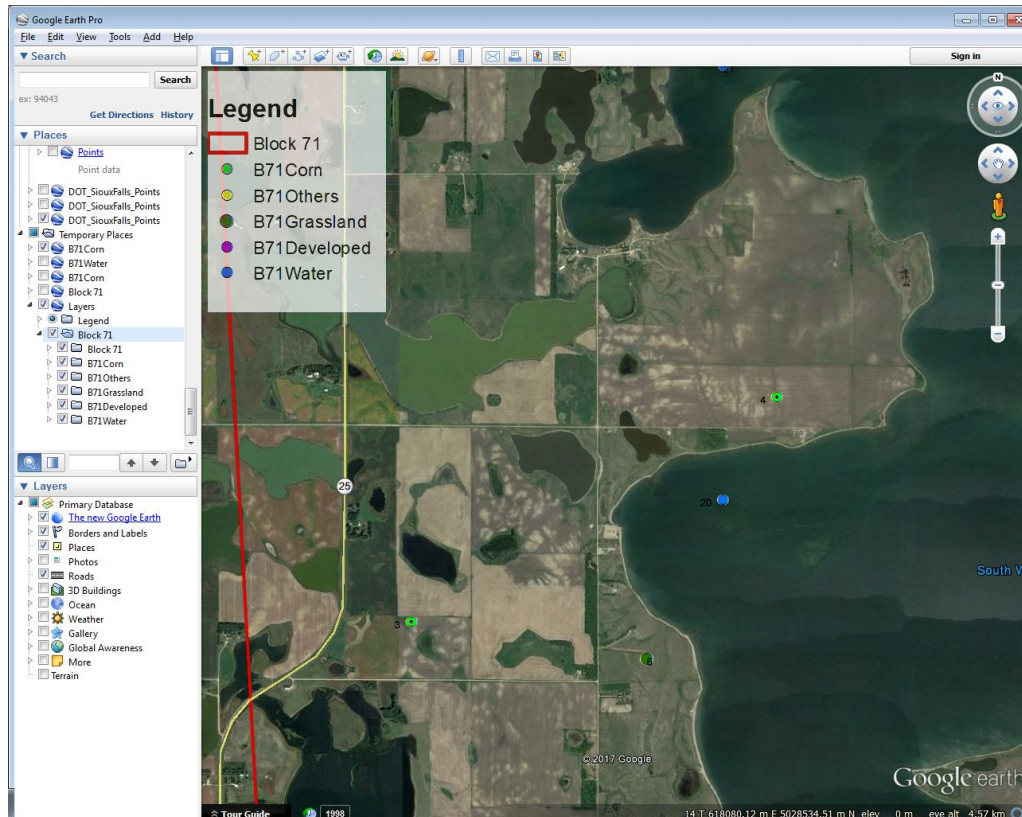 Google Earth Pro
File Edit View Tools Add Help
Search
Sign in
Search
ex: 94043
Get Directions History
Places
Points
Point data
DOT_SiouxFalls_Points
DOT_SiouxFalls_Points
DOT_SiouxFalls_Points
Temporary Places
B71Corn
B71Water
B71Corn
Block 71
Layers
Legend
Block 71
Block 71
B71Corn
B71Others
B71Grassland
B71Developed
B71Water
Layers
Primary Database
The new Google Earth
Borders and Labels
Places
Photos
Roads
3D Buildings
Ocean
Weather
Gallery
Global Awareness
More
Terrain
Legend
Block 71
B71Corn
B71Others
B71Grassland
B71Developed
B71Water
N
4
25
20
South W
3
6
© 2017 Google
Google earth
Tour Guide 1998
14 T 618080.12 m E 5028534.51 m N elev 0 m eye alt 4.57 km